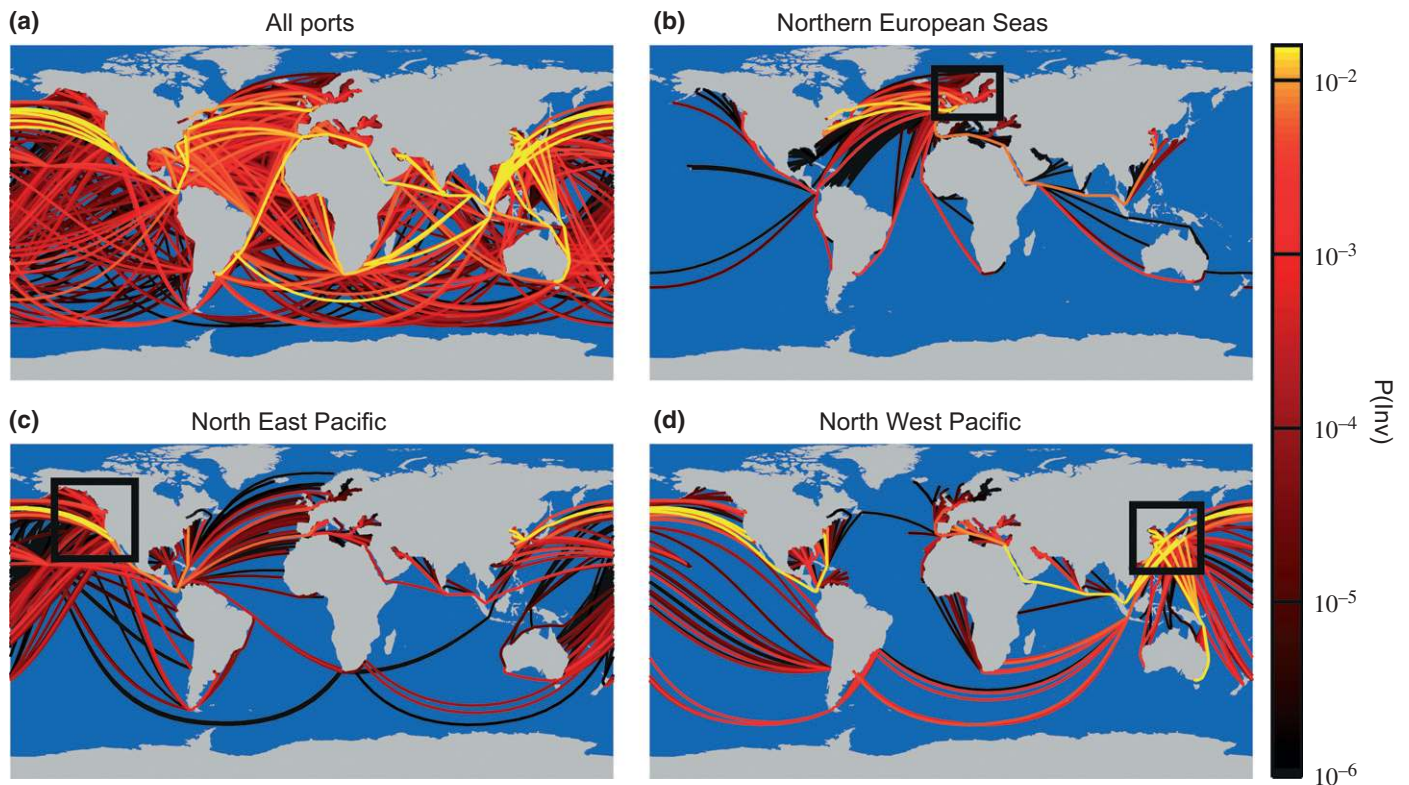 (a) All ports
(b) Northern European Seas
(c) North East Pacific
(d) North West Pacific
10⁻²
10⁻³
10⁻⁴
10⁻⁵
10⁻⁶
P(Inv)